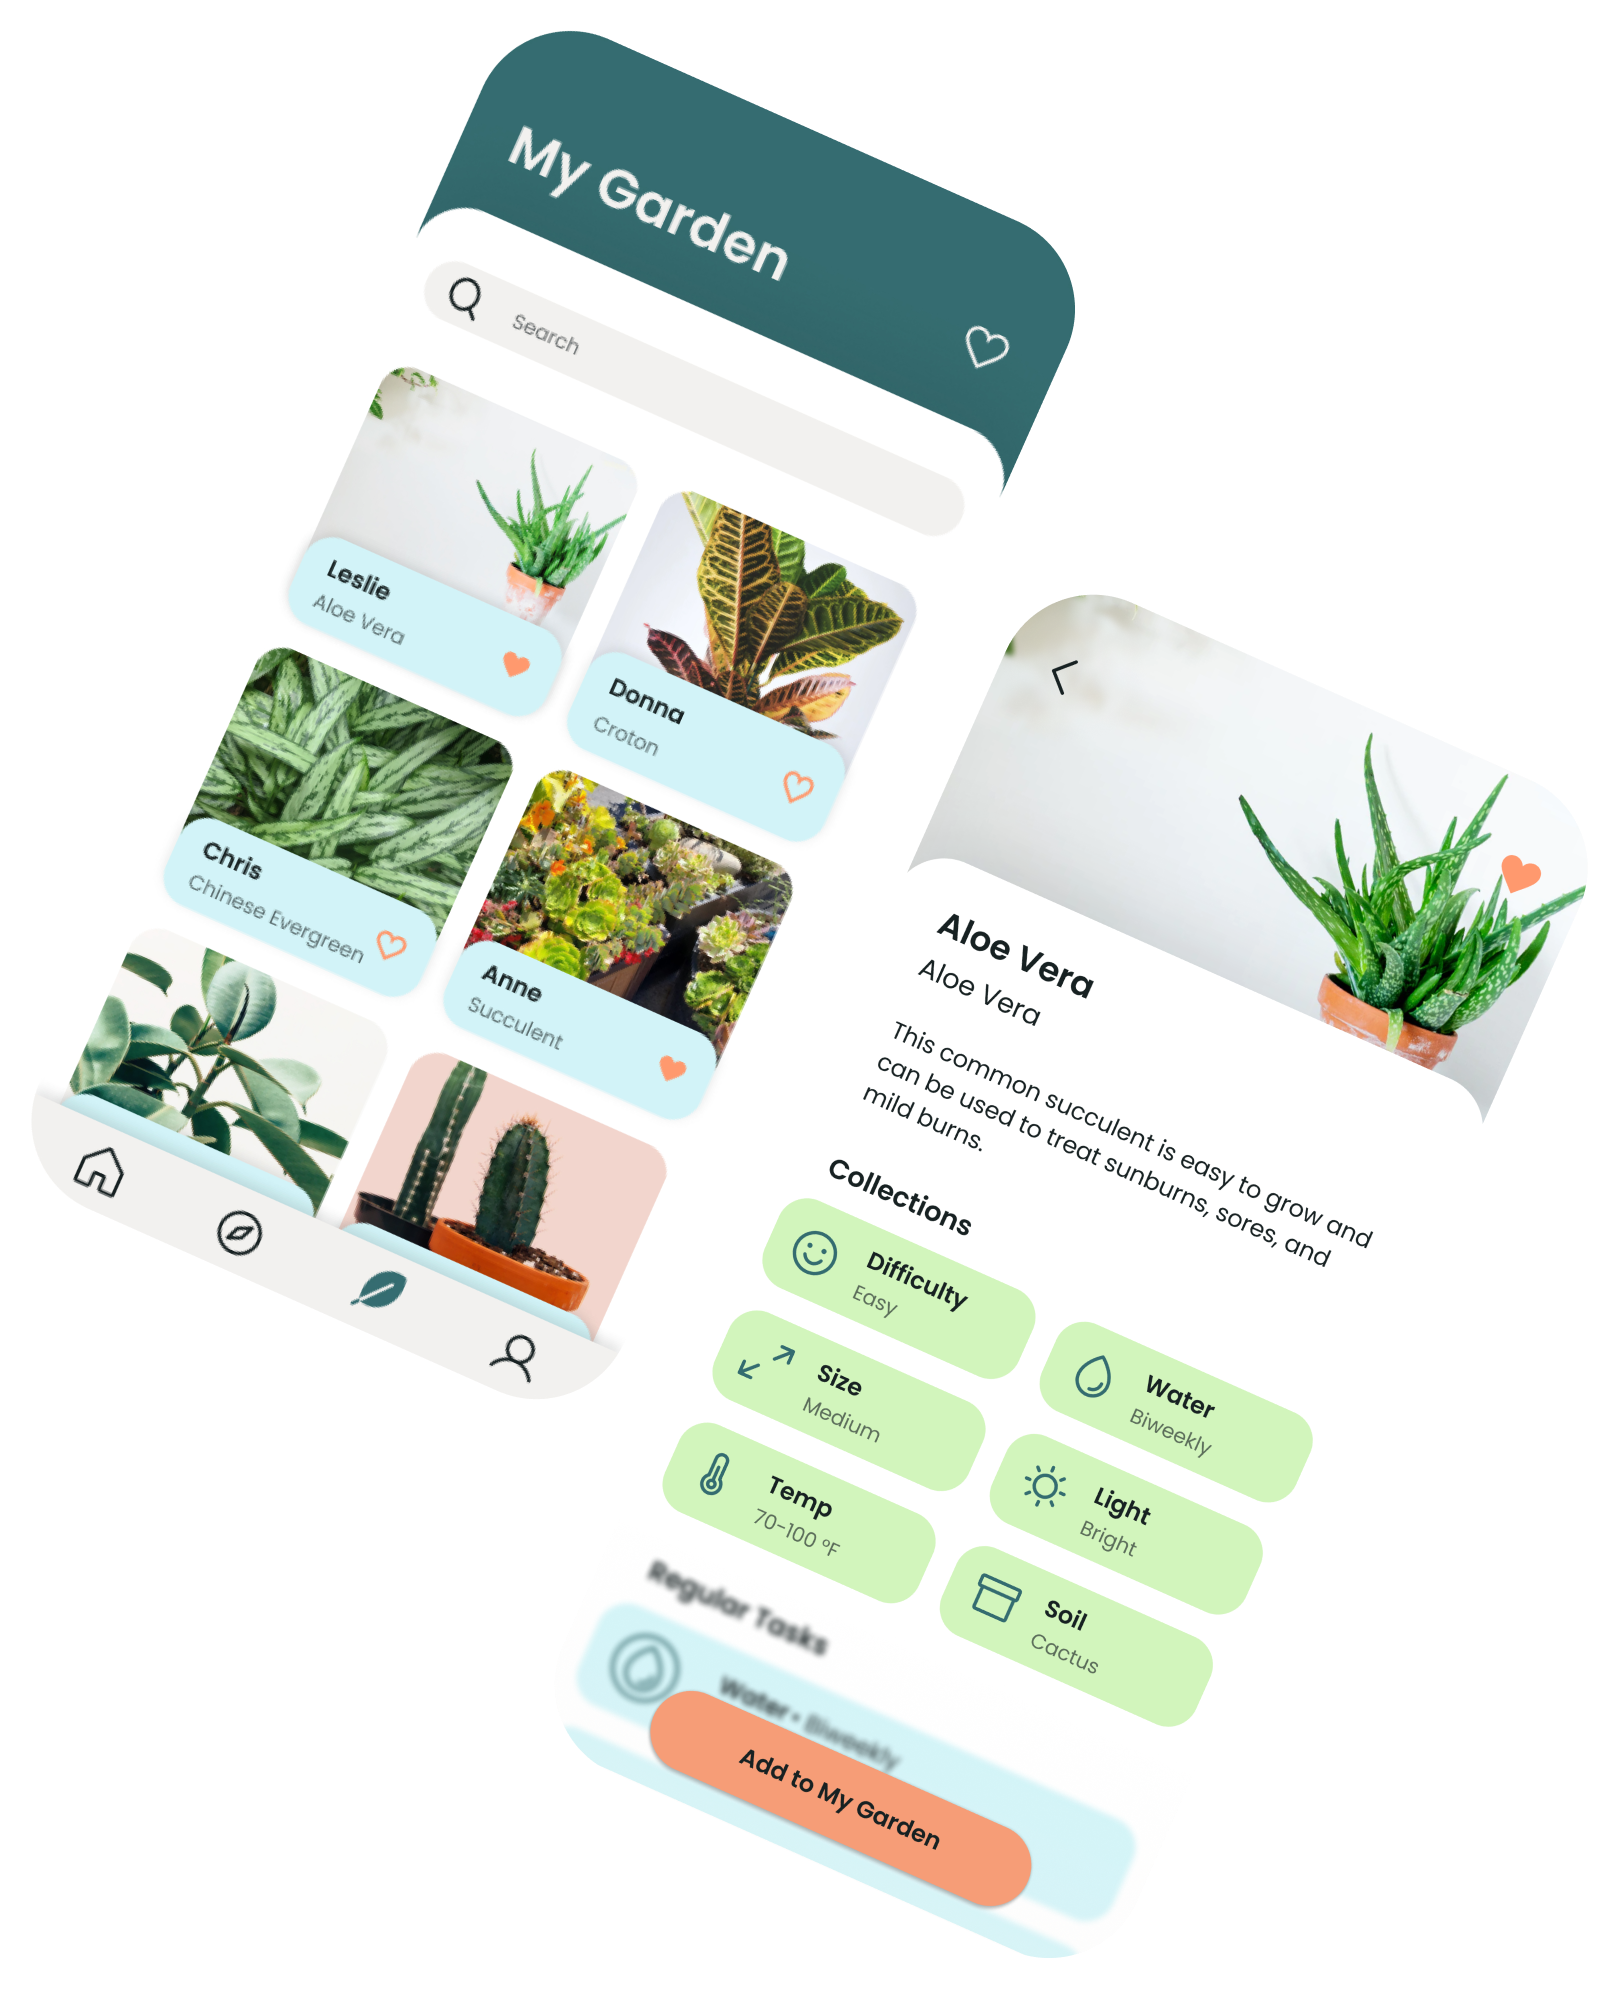 My Garden
Search
Leslie
Aloe Vera
Donna
Croton
Chris
Chinese Evergreen
Anne
Succulent
Aloe Vera
Aloe Vera
This common succulent is easy to grow and
can be used to treat sunburns, sores, and
mild burns.
Collections
Difficulty
Easy
Water
Biweekly
Size
Medium
Light
Bright
Temp
70-100 °F
Soil
Cactus
Regular Tasks
Water • Biweekly
Add to My Garden